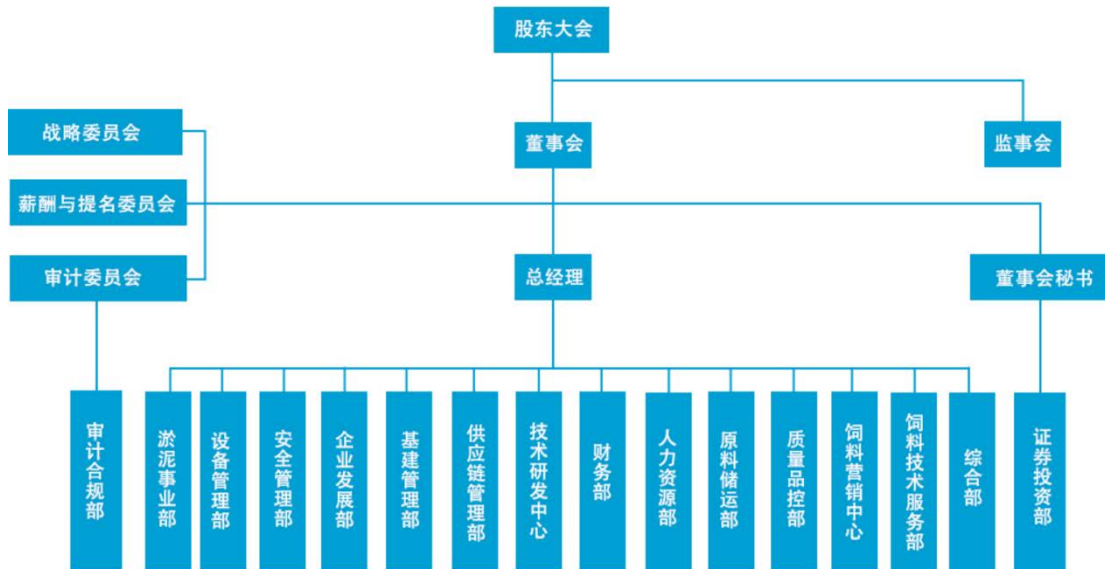 股东大会
董事会
监事会
战略委员会
薪酬与提名委员会
审计委员会
总经理
董事会秘书
审计合规部
淤泥事业部
设备管理部
安全管理部
企业发展部
基建管理部
供应链管理部
技术研发中心
财务部
人力资源部
原料储运部
质量品控部
饲料营销中心
饲料技术服务部
综合部
证券投资部